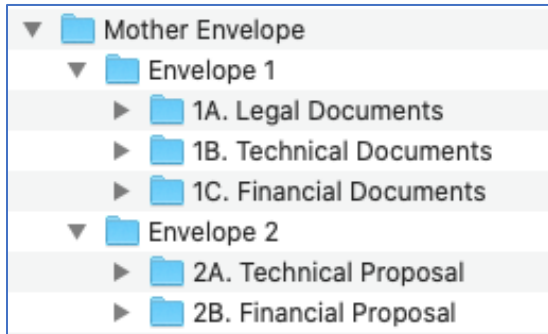 Mother Envelope
Envelope 1
1A. Legal Documents
1B. Technical Documents
1C. Financial Documents
Envelope 2
2A. Technical Proposal
2B. Financial Proposal